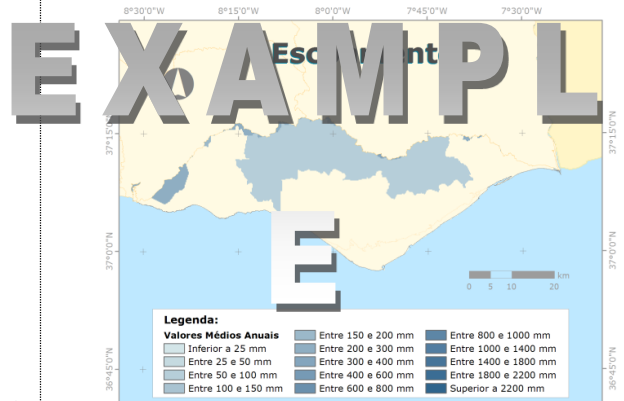 8°30'0"W 8°15'0"W 8°0'0"W 7°45'0"W 7°30'0"W
EXAMPL
E
37°15'0"N 37°15'0"N
37°0'0"N 37°0'0"N
km
0 5 10 20
36°45'0"N 36°45'0"N
Legenda:
Valores Médios Anuais
Inferior a 25 mm
Entre 25 e 50 mm
Entre 50 e 100 mm
Entre 100 e 150 mm
Entre 150 e 200 mm
Entre 200 e 300 mm
Entre 300 e 400 mm
Entre 400 e 600 mm
Entre 600 e 800 mm
Entre 800 e 1000 mm
Entre 1000 e 1400 mm
Entre 1400 e 1800 mm
Entre 1800 e 2200 mm
Superior a 2200 mm